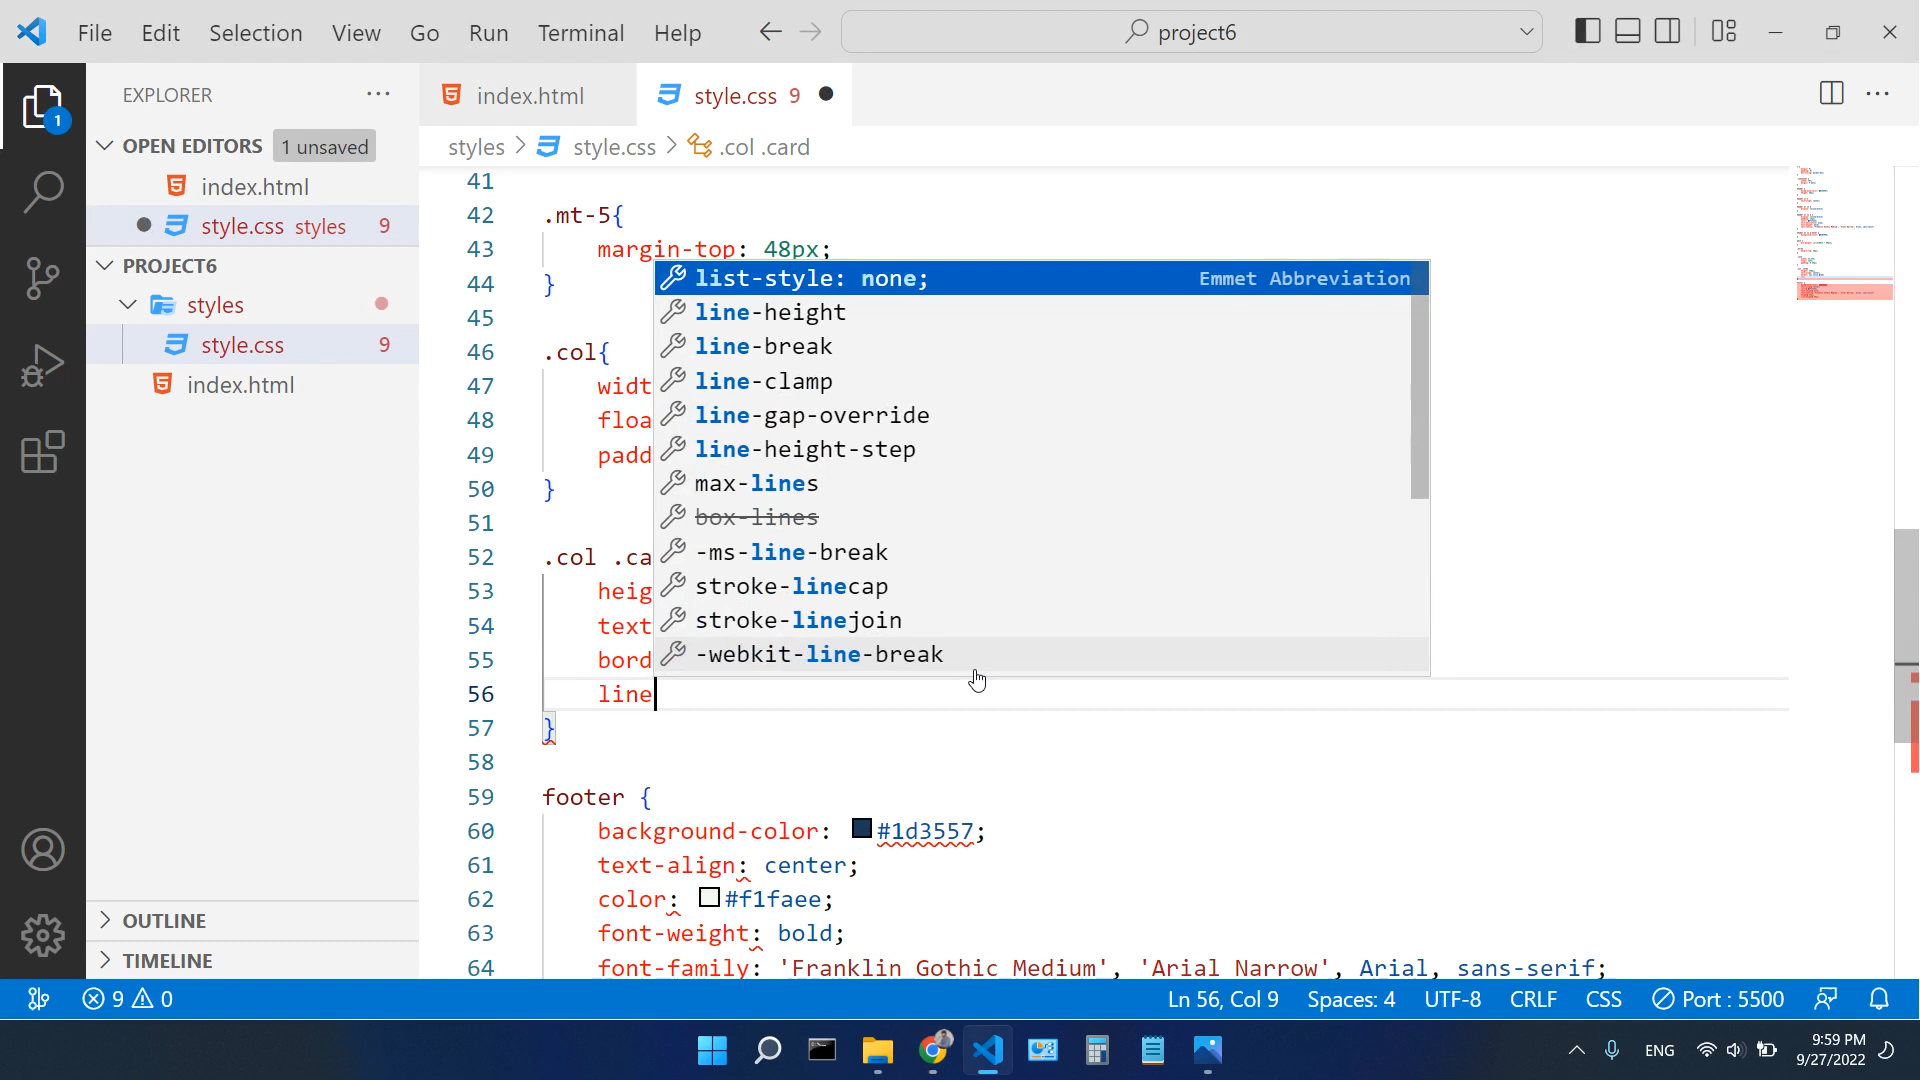 File Edit Selection View Go Run Terminal Help
project6
EXPLORER
index.html
style.css 9
OPEN EDITORS 1 unsaved
styles > style.css > .col .card
index.html
style.css styles 9
PROJECT6
styles
style.css 9
index.html
41
42 .mt-5{
43 margin-top: 48px;
44 }
45
46 .col{
47 widt
48 floa
49 padd
50 }
51
52 .col .ca
53 heig
54 text
55 bord
56 line
57 }
58
59 footer {
60 background-color: #1d3557;
61 text-align: center;
62 color: #f1faee;
63 font-weight: bold;
64 font-family: 'Franklin Gothic Medium', 'Arial Narrow', Arial, sans-serif;
list-style: none; Emmet Abbreviation
line-height
line-break
line-clamp
line-gap-override
line-height-step
max-lines
box-lines
-ms-line-break
stroke-linecap
stroke-linejoin
-webkit-line-break
1
OUTLINE
TIMELINE
9 0
Ln 56, Col 9 Spaces: 4 UTF-8 CRLF CSS Port : 5500
ENG
9:59 PM
9/27/2022